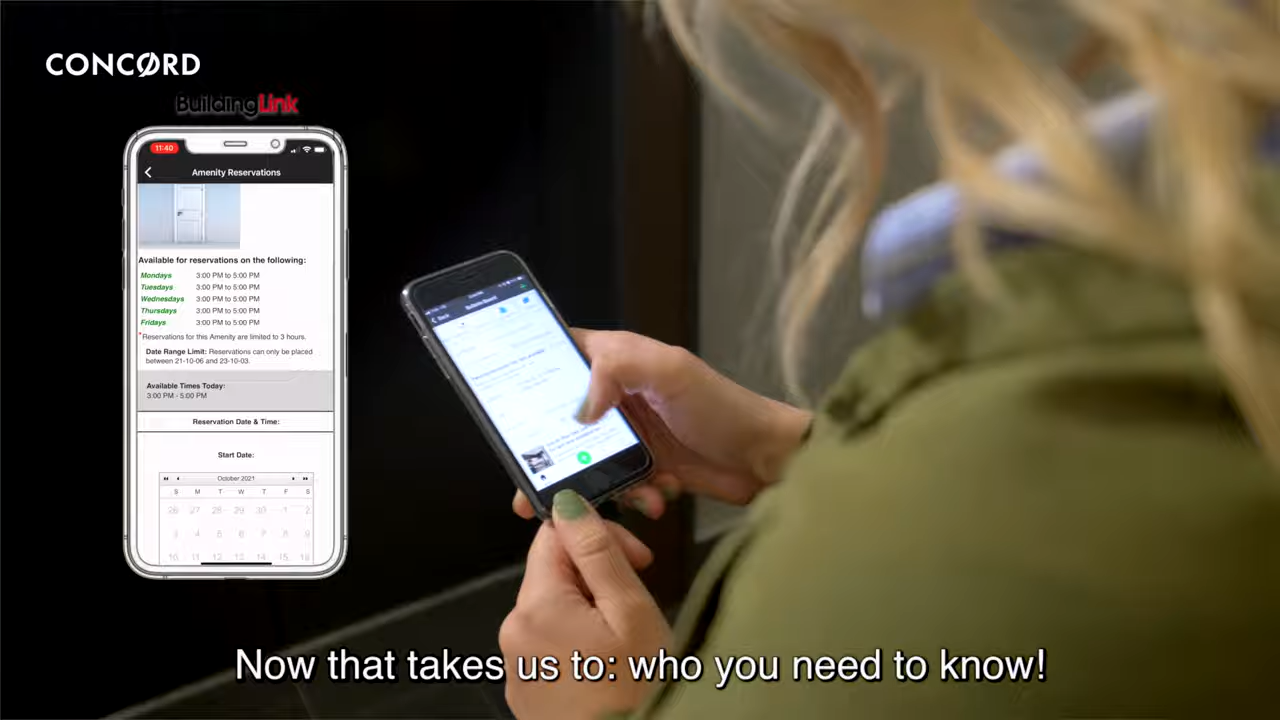 CONCØRD
BuildingLink
11:40
Amenity Reservations
Available for reservations on the following:
Mondays 3:00 PM to 5:00 PM
Tuesdays 3:00 PM to 5:00 PM
Wednesdays 3:00 PM to 5:00 PM
Thursdays 3:00 PM to 5:00 PM
Fridays 3:00 PM to 5:00 PM
*Reservations for this Amenity are limited to 3 hours.
Date Range Limit: Reservations can only be placed
between 21-10-06 and 23-10-03.
Available Times Today:
3:00 PM - 5:00 PM
Reservation Date & Time:
Start Date:
October 2021
S M T W T F S
26 27 28 29 30 1 2
3 4 5 6 7 8 9
10 11 12 13 14 15 16
Back
Bulletin Board
Now that takes us to: who you need to know!